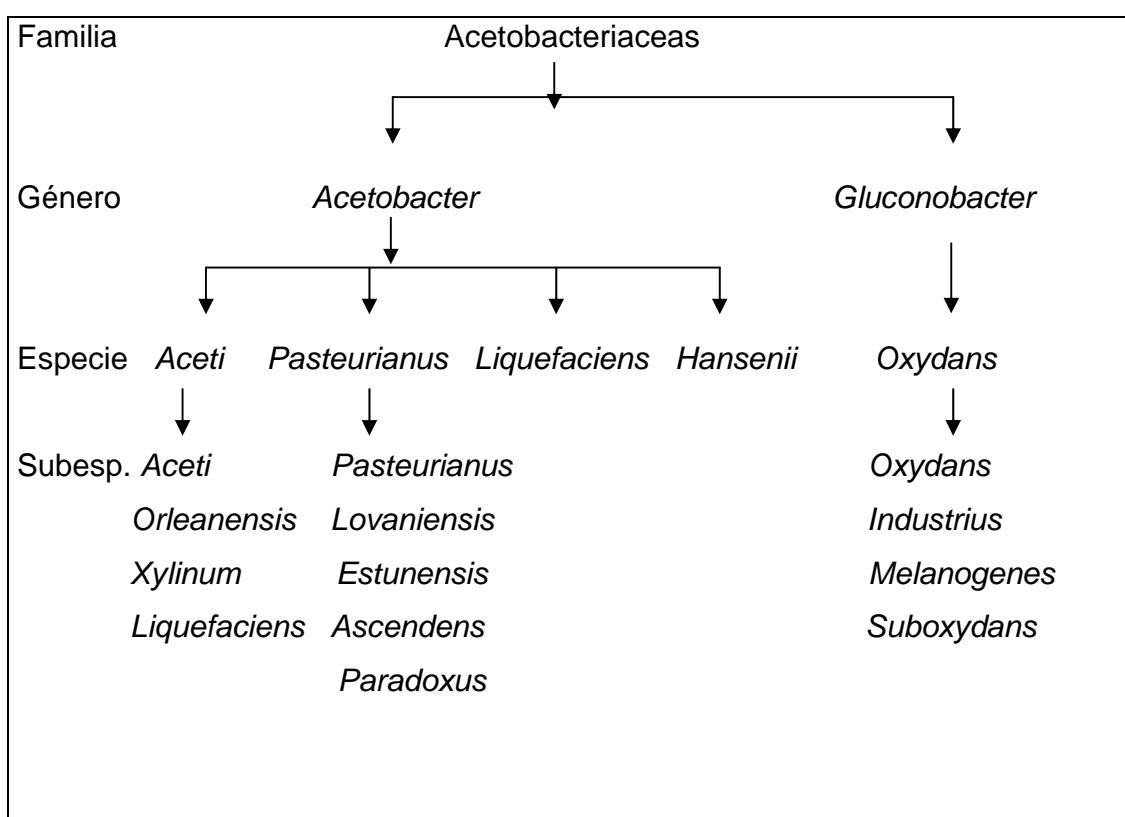 Familia Acetobacteriaceas
Género Acetobacter Gluconobacter
Especie Aceti Pasteurianus Liquefaciens Hansenii Oxydans
Subesp. Aceti Pasteurianus Oxydans
Orleanensis Lovaniensis Industrius
Xylinum Estunensis Melanogenes
Liquefaciens Ascendens Suboxydans
Paradoxus